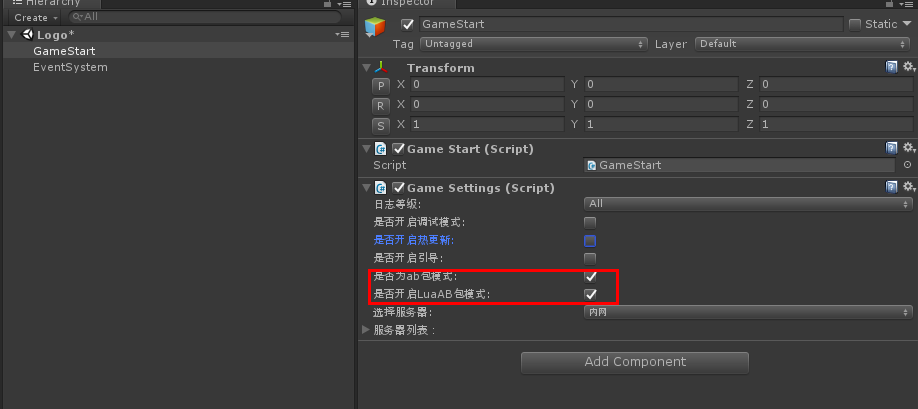 Hierarchy
Create
All
Logo*
GameStart
EventSystem
Inspector
GameStart
Static
Tag
Untagged
Layer
Default
Transform
P X 0 Y 0 Z 0
R X 0 Y 0 Z 0
S X 1 Y 1 Z 1
Game Start (Script)
Script
GameStart
Game Settings (Script)
日志等级:
All
是否开启调试模式:
是否开启热更新:
是否开启引导:
是否为ab包模式:
是否开启LuaAB包模式:
选择服务器:
内网
服务器列表 :
Add Component